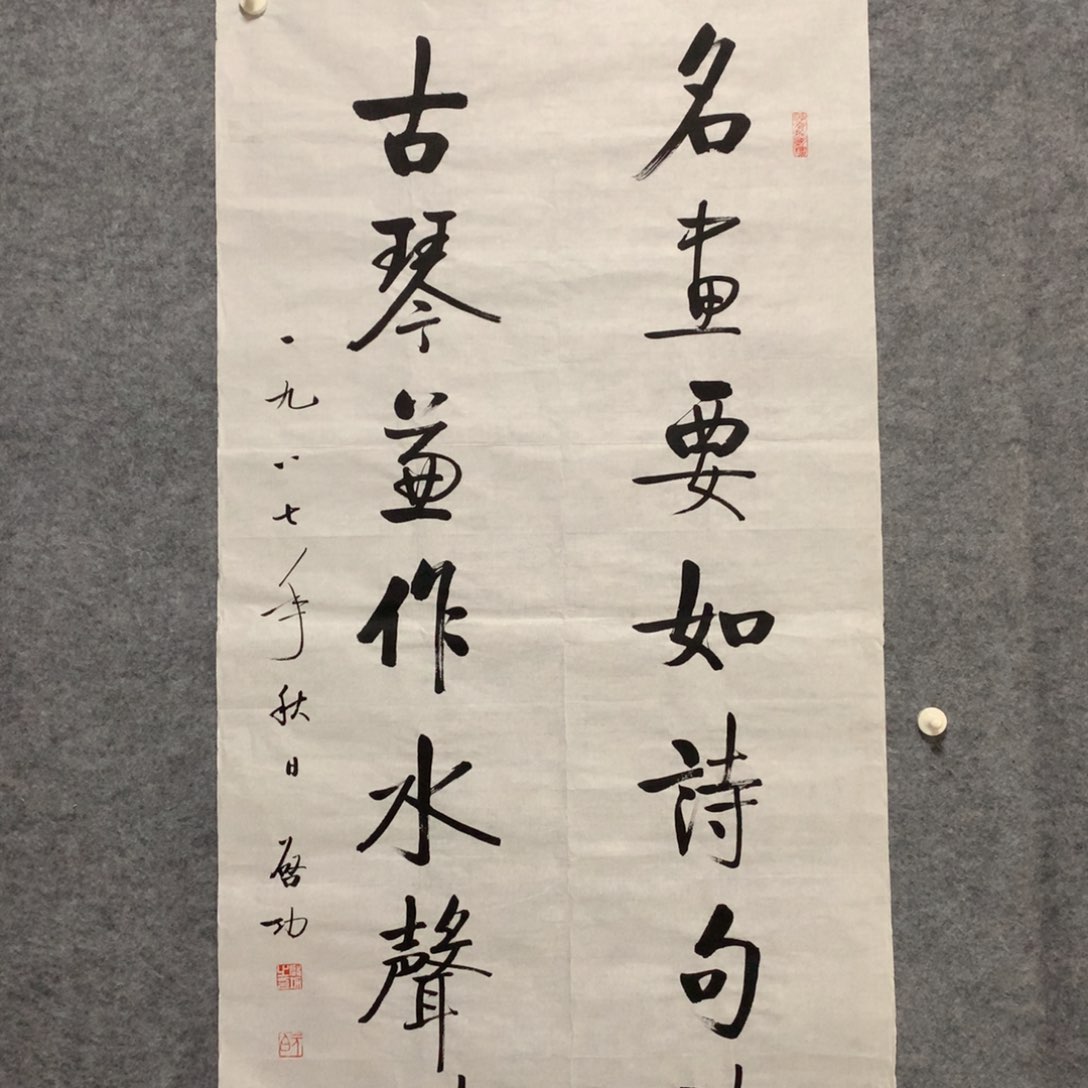 名畫要如詩句
古琴兼作水聲
一九八七年秋日 啓功